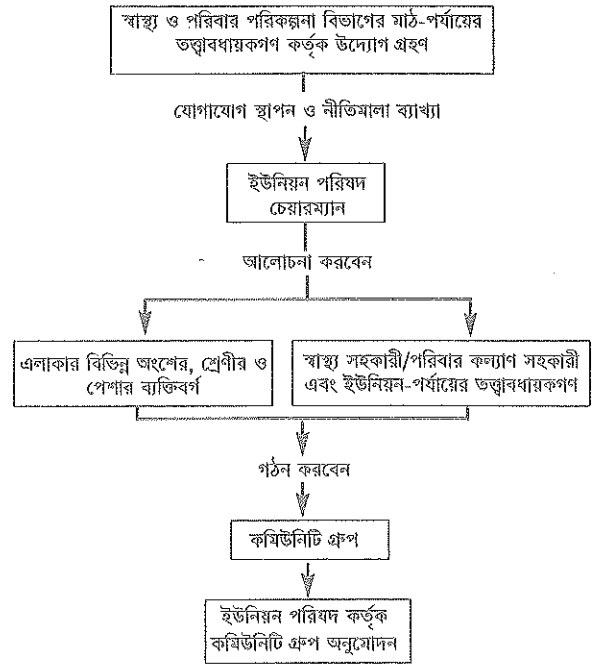 স্বাস্থ্য ও পরিবার পরিকল্পনা বিভাগের মাঠ-পর্যায়ের
তত্ত্বাবধায়কগণ কর্তৃক উদ্যোগ গ্রহণ
যোগাযোগ স্থাপন ও নীতিমালা ব্যাখ্যা
ইউনিয়ন পরিষদ
চেয়ারম্যান
আলোচনা করবেন
এলাকার বিভিন্ন অংশের, শ্রেণীর ও
পেশার ব্যক্তিবর্গ
স্বাস্থ্য সহকারী/পরিবার কল্যাণ সহকারী
এবং ইউনিয়ন-পর্যায়ের তত্ত্বাবধায়কগণ
গঠন করবেন
কমিউনিটি গ্রুপ
ইউনিয়ন পরিষদ কর্তৃক
কমিউনিটি গ্রুপ অনুমোদন